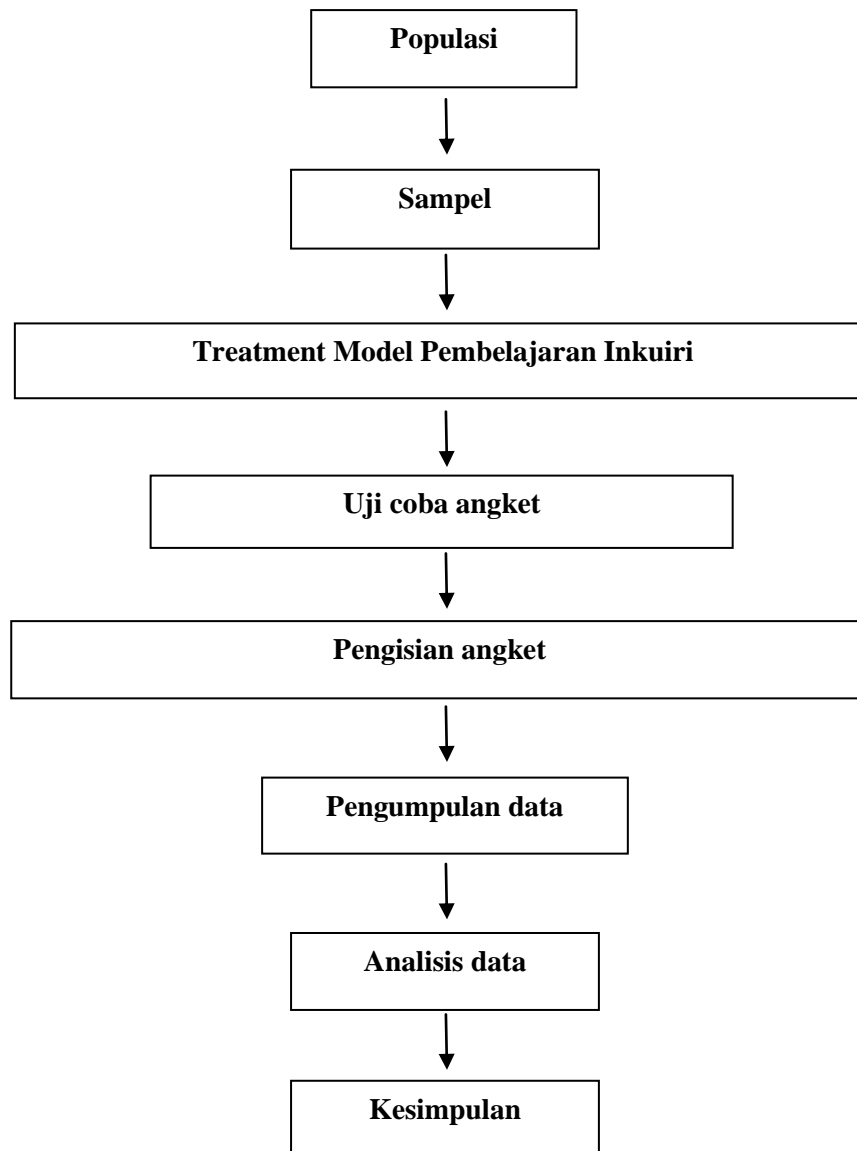 Populasi
Sampel
Treatment Model Pembelajaran Inkuiri
Uji coba angket
Pengisian angket
Pengumpulan data
Analisis data
Kesimpulan